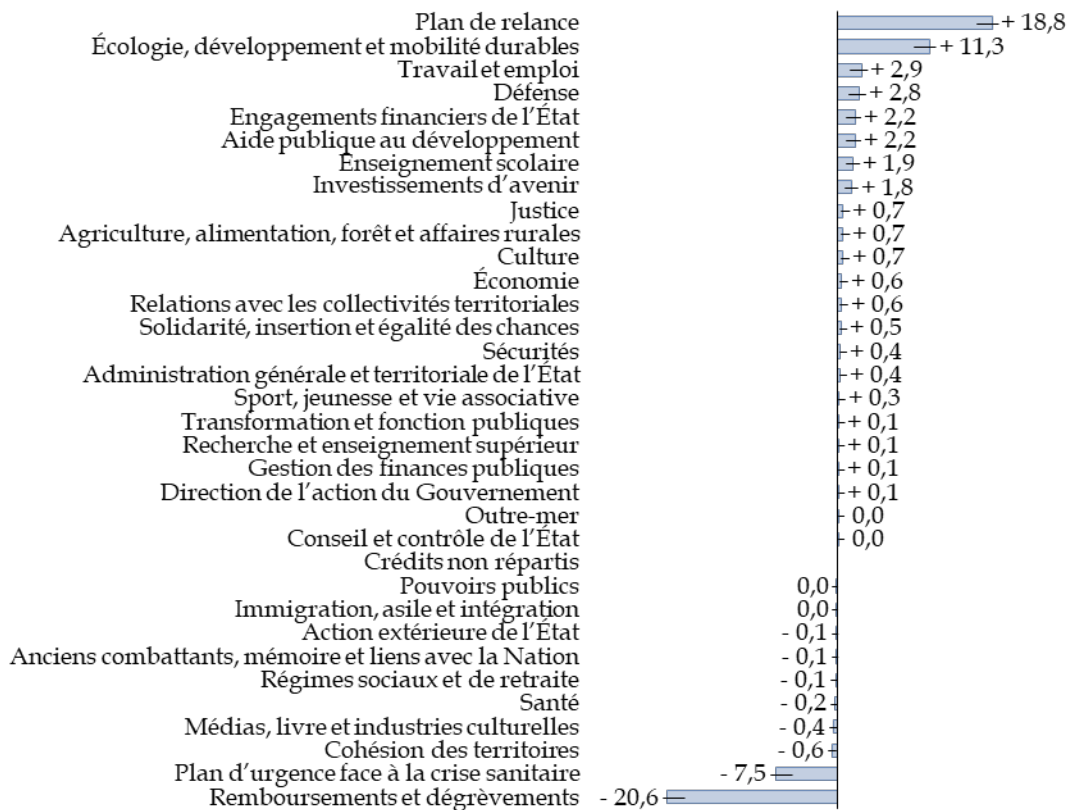 Plan de relance + 18,8
Écologie, développement et mobilité durables + 11,3
Travail et emploi + 2,9
Défense + 2,8
Engagements financiers de l'État + 2,2
Aide publique au développement + 2,2
Enseignement scolaire + 1,9
Investissements d'avenir + 1,8
Justice + 0,7
Agriculture, alimentation, forêt et affaires rurales + 0,7
Culture + 0,7
Économie + 0,6
Relations avec les collectivités territoriales + 0,6
Solidarité, insertion et égalité des chances + 0,5
Sécurités + 0,4
Administration générale et territoriale de l'État + 0,4
Sport, jeunesse et vie associative + 0,3
Transformation et fonction publiques + 0,1
Recherche et enseignement supérieur + 0,1
Gestion des finances publiques + 0,1
Direction de l'action du Gouvernement + 0,1
Outre-mer 0,0
Conseil et contrôle de l'État 0,0
Crédits non répartis
Pouvoirs publics 0,0
Immigration, asile et intégration 0,0
Action extérieure de l'État - 0,1
Anciens combattants, mémoire et liens avec la Nation - 0,1
Régimes sociaux et de retraite - 0,1
Santé - 0,2
Médias, livre et industries culturelles - 0,4
Cohésion des territoires - 0,6
Plan d'urgence face à la crise sanitaire - 7,5
Remboursements et dégrèvements - 20,6